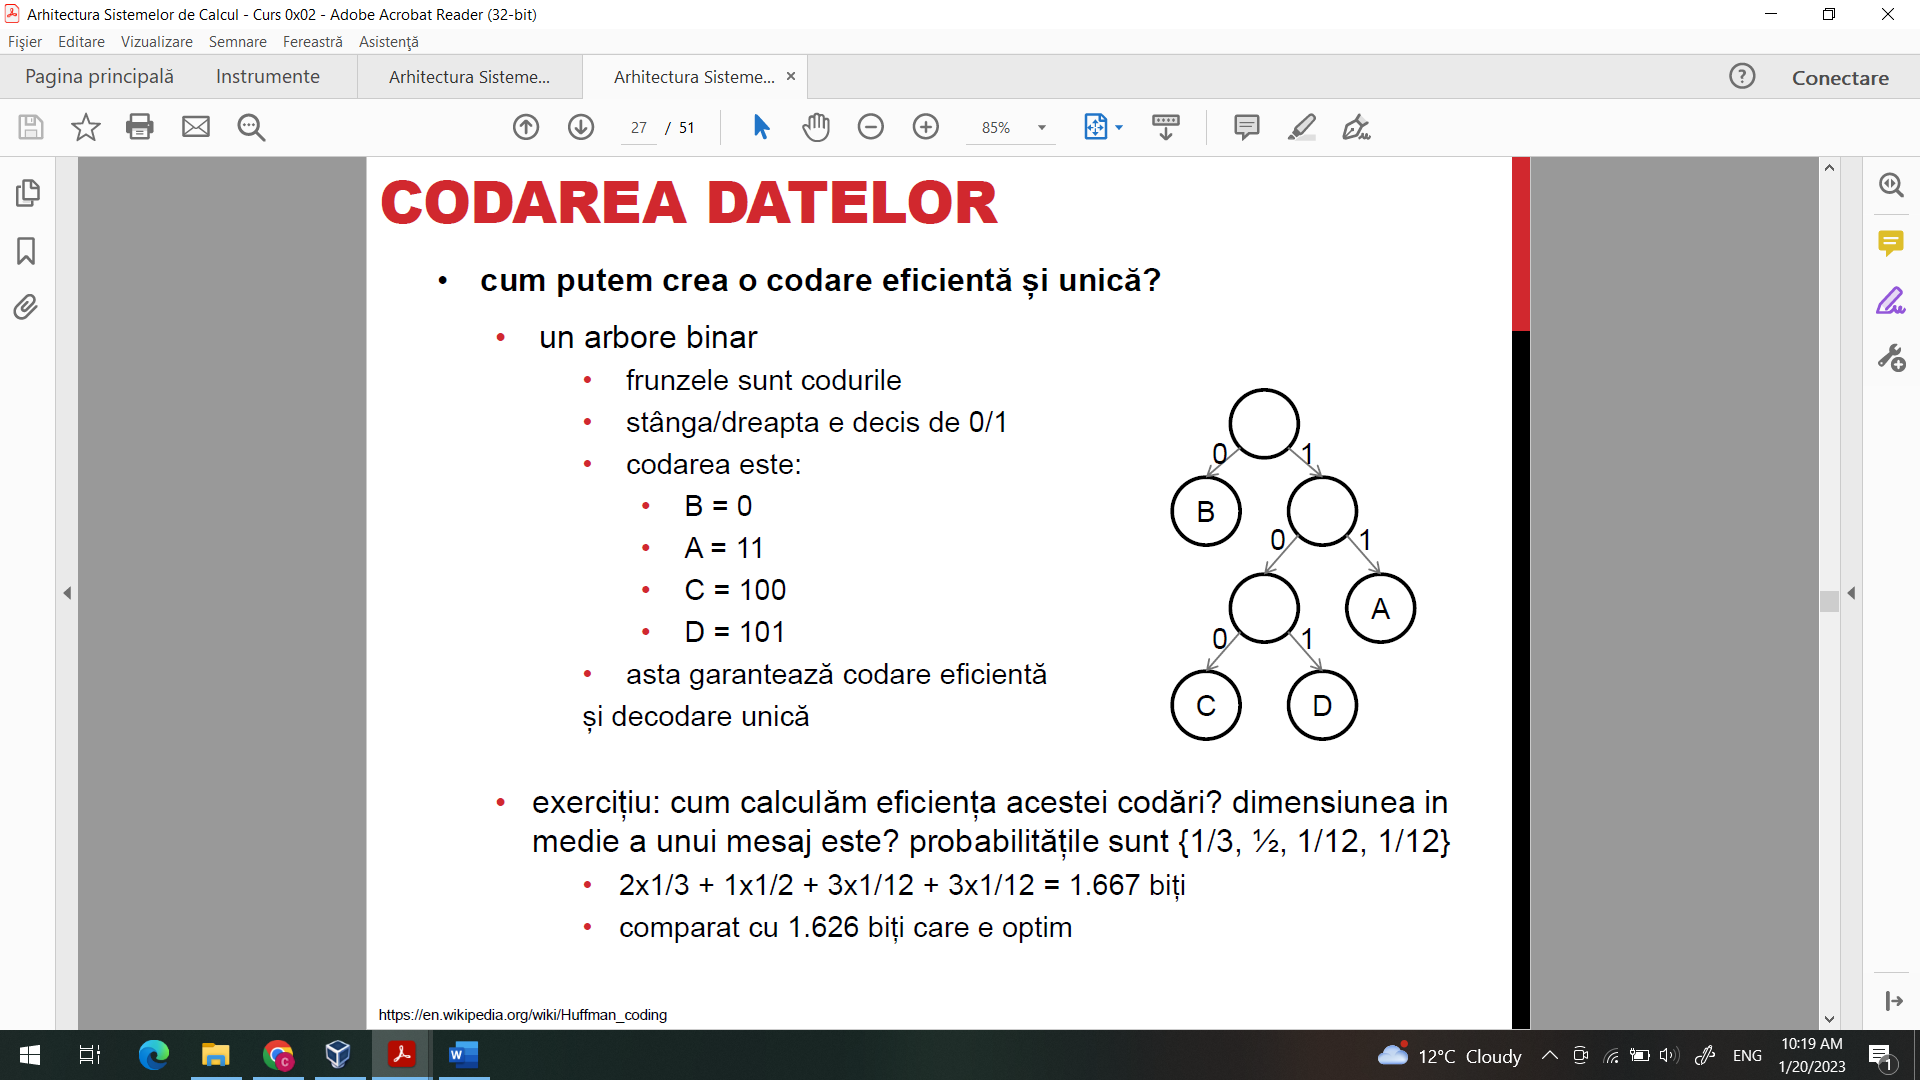 Arhitectura Sistemelor de Calcul - Curs 0x02 - Adobe Acrobat Reader (32-bit)
Fișier Editare Vizualizare Semnare Fereastră Asistență
Pagina principală Instrumente Arhitectura Sisteme... Arhitectura Sisteme... Conectare
27 / 51 85%
CODAREA DATELOR
• cum putem crea o codare eficientă și unică?
• un arbore binar
• frunzele sunt codurile
• stânga/dreapta e decis de 0/1
• codarea este:
• B = 0
• A = 11
• C = 100
• D = 101
• asta garantează codare eficientă
și decodare unică
0 1
B
0 1
A
0 1
C D
• exercițiu: cum calculăm eficiența acestei codări? dimensiunea in
medie a unui mesaj este? probabilitățile sunt {1/3, ½, 1/12, 1/12}
• 2x1/3 + 1x1/2 + 3x1/12 + 3x1/12 = 1.667 biți
• comparat cu 1.626 biți care e optim
https://en.wikipedia.org/wiki/Huffman_coding
12°C Cloudy ENG
10:19 AM
1/20/2023
1